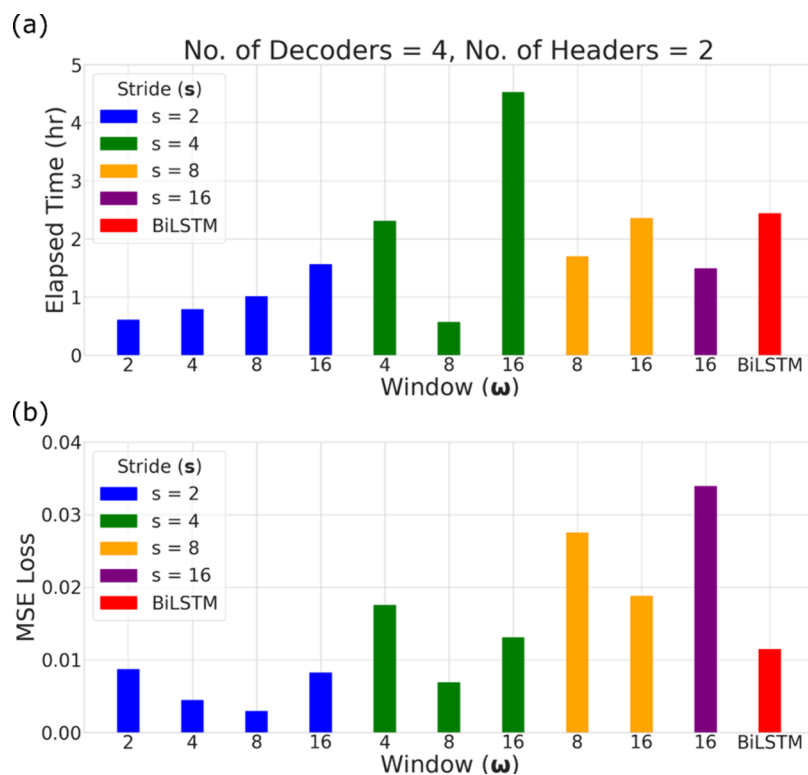 (a)
No. of Decoders = 4, No. of Headers = 2
5
4
3
2
1
0
Elapsed Time (hr)
Stride (s)
s = 2
s = 4
s = 8
s = 16
BiLSTM
2 4 8 16 4 8 16 8 16 16 BiLSTM
Window (ω)
(b)
0.04
0.03
0.02
0.01
0.00
MSE Loss
Stride (s)
s = 2
s = 4
s = 8
s = 16
BiLSTM
2 4 8 16 4 8 16 8 16 16 BiLSTM
Window (ω)